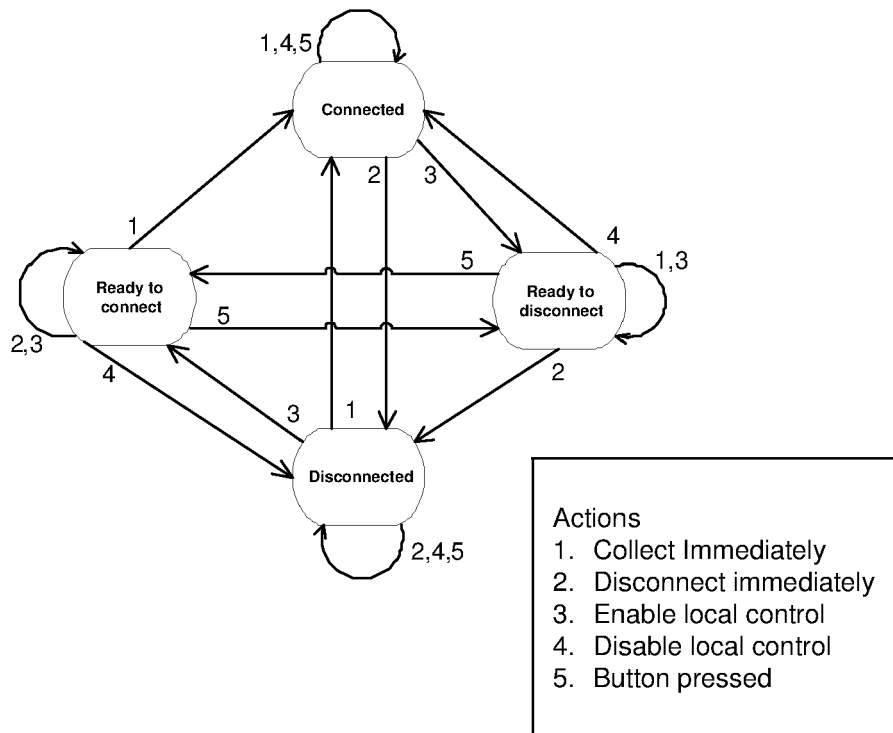 1,4,5
Connected
2
3
1
4
Ready to
connect
5
Ready to
disconnect
1,3
5
2,3
4
2
3
1
Disconnected
2,4,5
Actions
1. Collect Immediately
2. Disconnect immediately
3. Enable local control
4. Disable local control
5. Button pressed